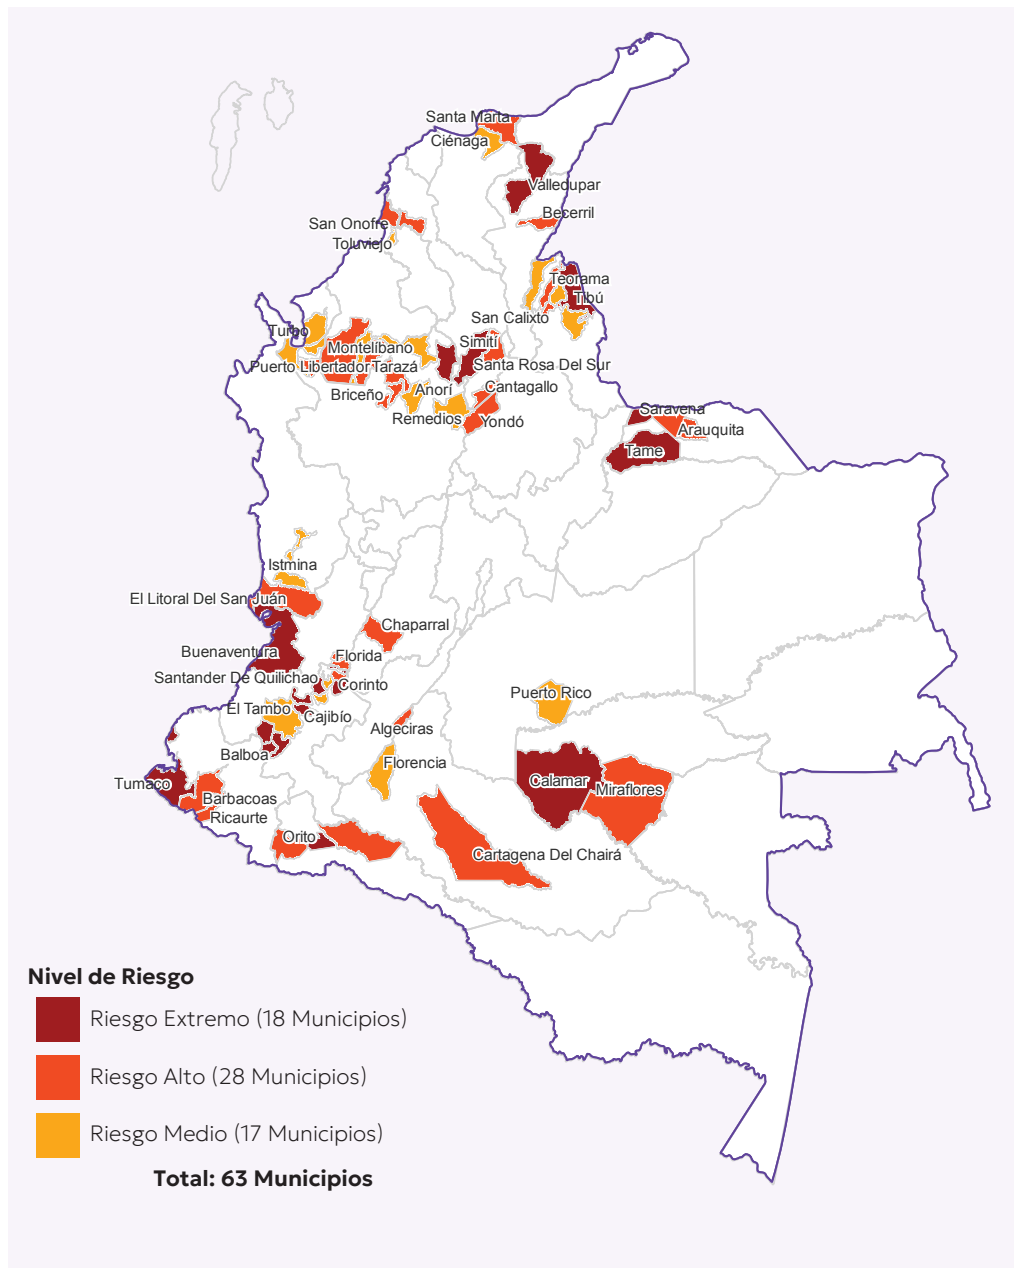 Santa Marta
Ciénaga
Valledupar
Becerril
San Onofre
Toluviejo
Teorama
Tibú
San Calixto
Turbo
Simití
Montelíbano
Puerto Libertador
Tarazá
Santa Rosa Del Sur
Cantagallo
Anorí
Briceño
Remedios
Yondó
Saravena
Arauquita
Tame
Istmina
El Litoral Del San Juán
Chaparral
Buenaventura
Florida
Santander De Quilichao
Corinto
Puerto Rico
El Tambo
Cajibío
Algeciras
Balboa
Florencia
Tumaco
Calamar
Miraflores
Barbacoas
Ricaurte
Orito
Cartagena Del Chairá
Nivel de Riesgo
Riesgo Extremo (18 Municipios)
Riesgo Alto (28 Municipios)
Riesgo Medio (17 Municipios)
Total: 63 Municipios